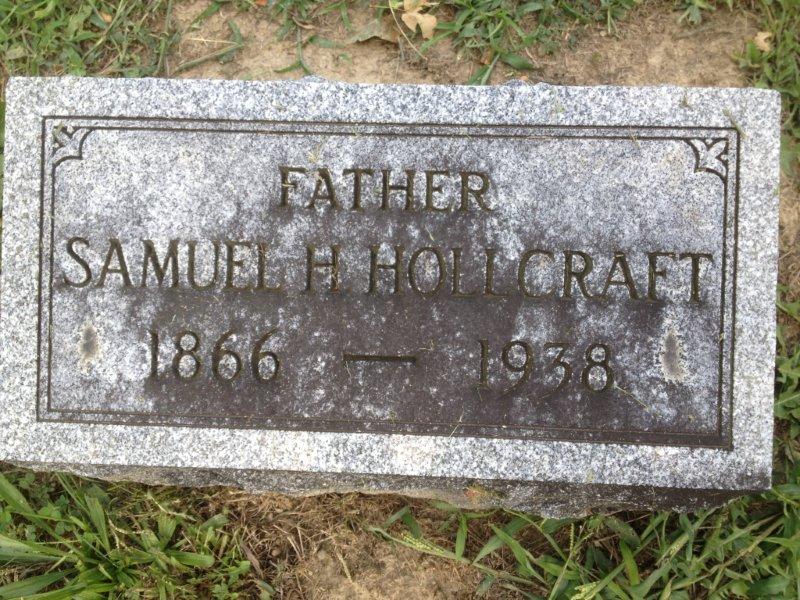 FATHER
SAMUEL H HOLLCRAFT
1866 — 1938